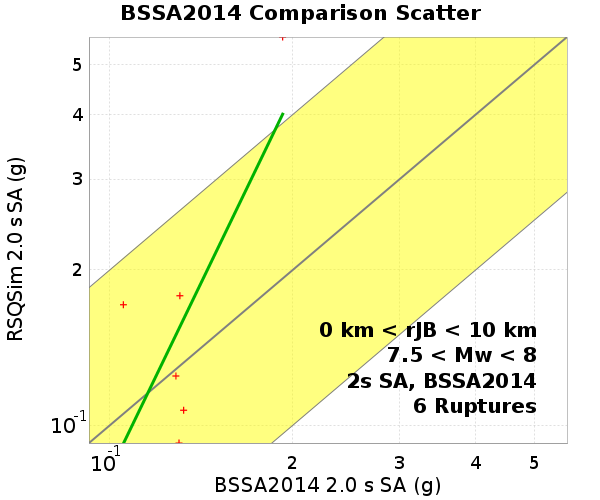 BSSA2014 Comparison Scatter
RSQSim 2.0 s SA (g)
5
4
3
2
10-1
0 km < rJB < 10 km
7.5 < Mw < 8
2s SA, BSSA2014
6 Ruptures
10-1 2 3 4 5
BSSA2014 2.0 s SA (g)